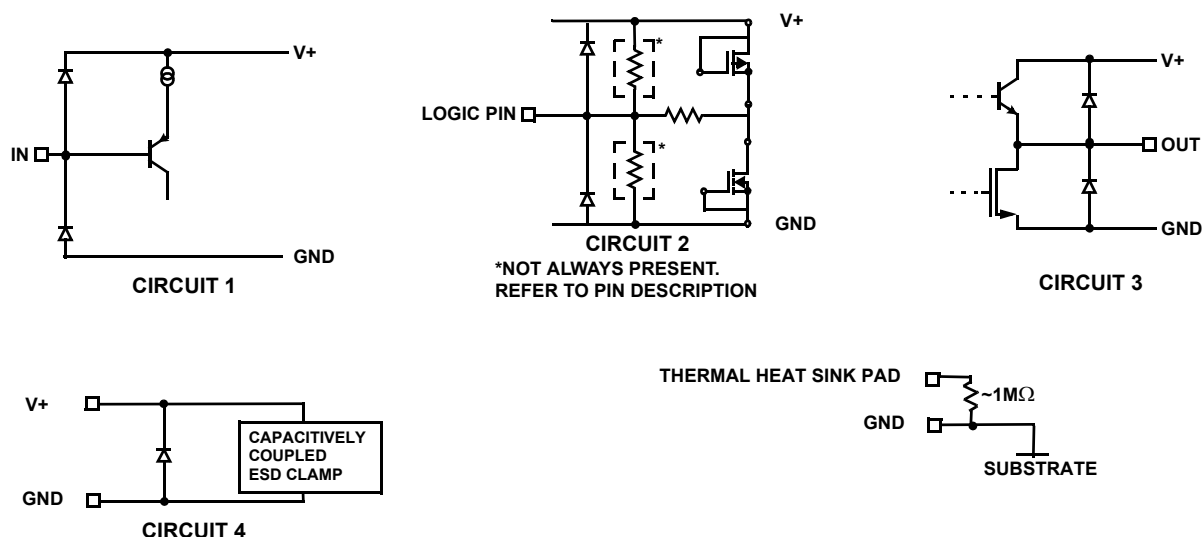 V+
IN
GND
CIRCUIT 1
V+
*
LOGIC PIN
*
GND
CIRCUIT 2
*NOT ALWAYS PRESENT.
REFER TO PIN DESCRIPTION
V+
OUT
GND
CIRCUIT 3
V+
CAPACITIVELY
COUPLED
ESD CLAMP
GND
CIRCUIT 4
THERMAL HEAT SINK PAD
~1MΩ
GND
SUBSTRATE